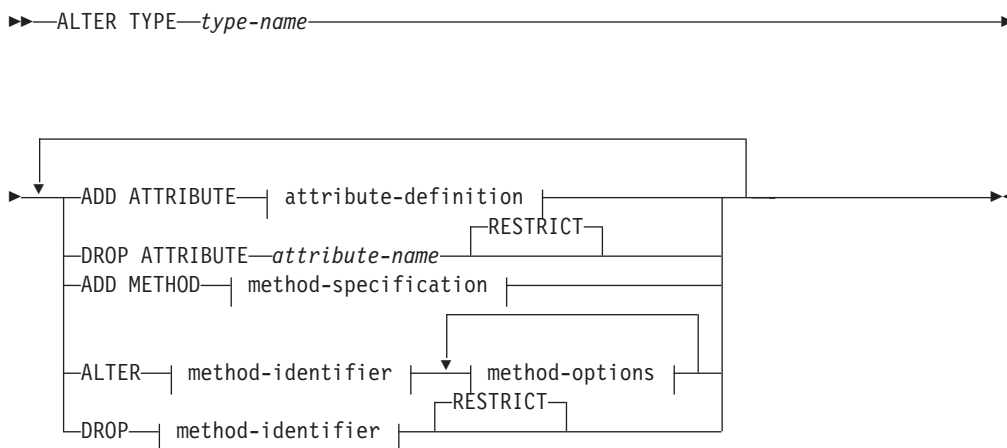 ALTER TYPE type-name
ADD ATTRIBUTE attribute-definition
RESTRICT
DROP ATTRIBUTE attribute-name
ADD METHOD method-specification
ALTER method-identifier method-options
RESTRICT
DROP method-identifier